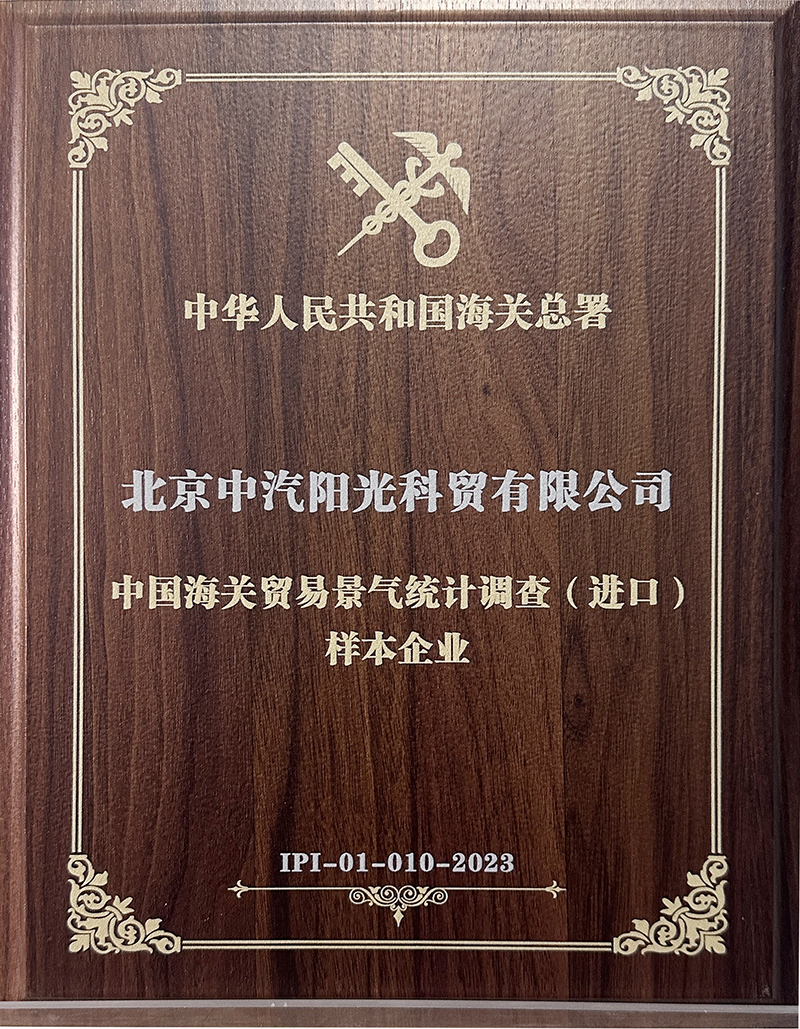 中华人民共和国海关总署
北京中汽阳光科贸有限公司
中国海关贸易景气统计调查（进口）
样本企业
IPI-01-010-2023